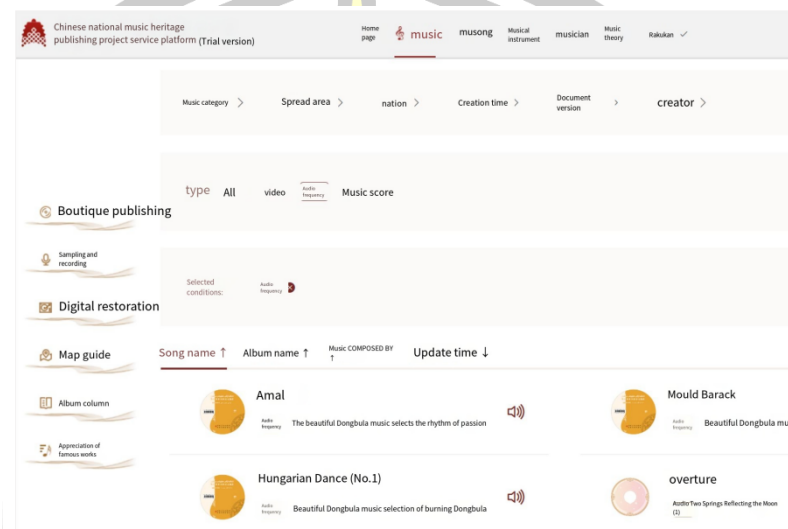 Chinese national music heritage
publishing project service platform (Trial version)
Home
page
music
musong
Musical
instrument
musician
Music
theory
Rakukan
Music category
Spread area
nation
Creation time
Document
version
creator
type
All
video
Audio
frequency
Music score
Boutique publishing
Sampling and
recording
Digital restoration
Map guide
Album column
Appreciation of
famous works
Selected
conditions:
Audio
frequency
Song name ↑
Album name ↑
Music COMPOSED BY
↑
Update time ↓
Amal
Audio
frequency
The beautiful Dongbula music selects the rhythm of passion
Mould Barack
Audio
frequency
Beautiful Dongbula mu
Hungarian Dance (No.1)
Audio
frequency
Beautiful Dongbula music selection of burning Dongbula
overture
Audio Two Springs Reflecting the Moon
(1)